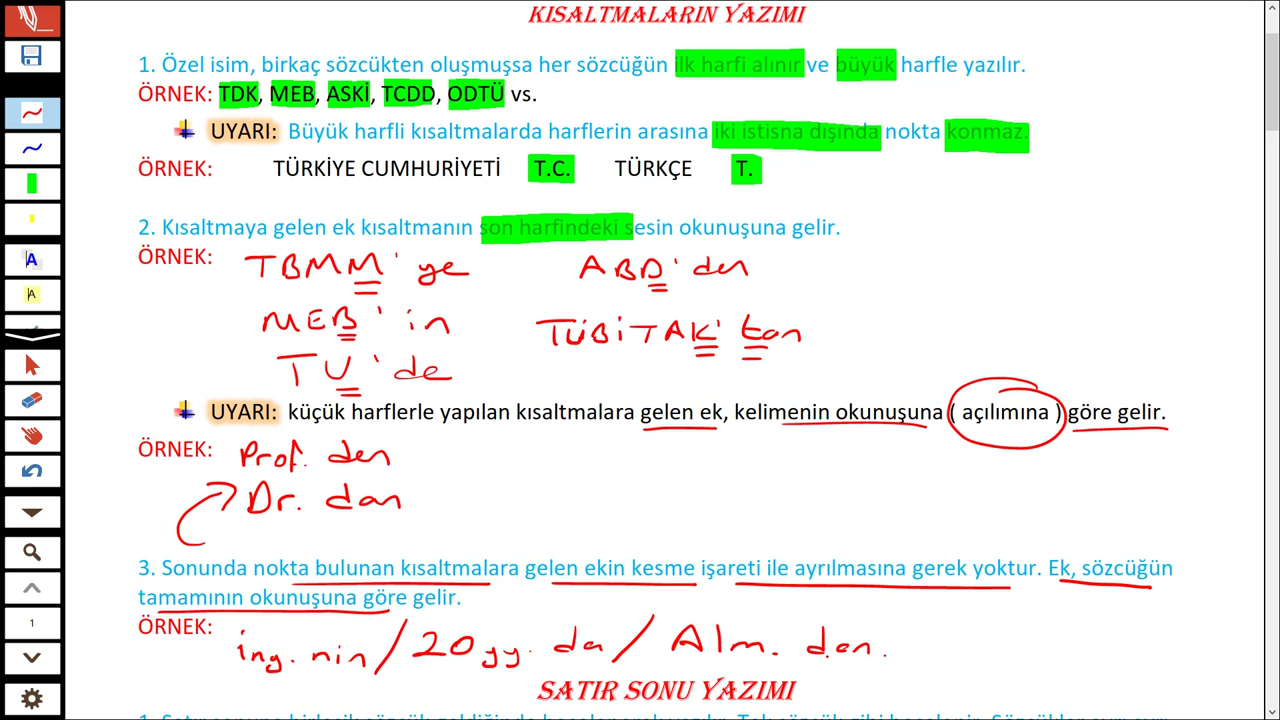 KISALTMALARIN YAZIMI
1. Özel isim, birkaç sözcükten oluşmuşsa her sözcüğün ilk harfi alınır ve büyük harfle yazılır.
ÖRNEK: TDK, MEB, ASKİ, TCDD, ODTÜ vs.
UYARI: Büyük harfli kısaltmalarda harflerin arasına iki istisna dışında nokta konmaz.
ÖRNEK: TÜRKİYE CUMHURİYETİ T.C. TÜRKÇE T.
2. Kısaltmaya gelen ek kısaltmanın son harfindeki sesin okunuşuna gelir.
ÖRNEK: TBMM'ye ABD'den
MEB'in TÜBİTAK'tan
TV'de
UYARI: küçük harflerle yapılan kısaltmalara gelen ek, kelimenin okunuşuna ( açılımına ) göre gelir.
ÖRNEK: Prof. den
Dr. dan
3. Sonunda nokta bulunan kısaltmalara gelen ekin kesme işareti ile ayrılmasına gerek yoktur. Ek, sözcüğün
tamamının okunuşuna göre gelir.
ÖRNEK: ing. nin / 20 yy. da / Alm. dan.
SATIR SONU YAZIMI
A
A
1